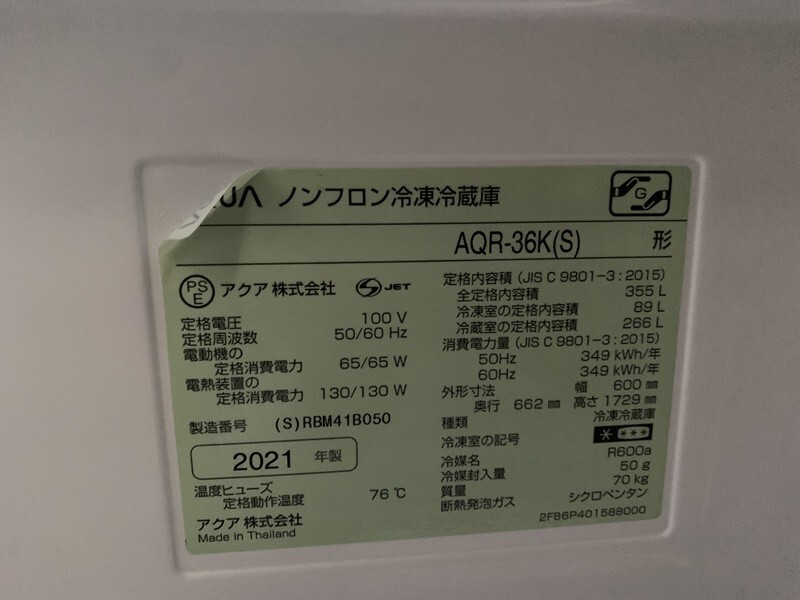 ノンフロン冷凍冷蔵庫
G
AQR-36K(S) 形
PS E アクア 株式会社 S JET
定格電圧 100 V
定格周波数 50/60 Hz
電動機の
定格消費電力 65/65 W
電熱装置の
定格消費電力 130/130 W
製造番号 (S)RBM41B050
2021 年製
温度ヒューズ
定格動作温度 76 ℃
アクア 株式会社
Made in Thailand
定格内容積 (JIS C 9801-3 : 2015)
全定格内容積 355 L
冷凍室の定格内容積 89 L
冷蔵室の定格内容積 266 L
消費電力量 (JIS C 9801-3 : 2015)
50Hz 349 kWh/年
60Hz 349 kWh/年
外形寸法 幅 600 ㎜
奥行 662 ㎜ 高さ 1729 ㎜
種類 冷凍冷蔵庫
冷凍室の記号 * ***
冷媒名 R600a
冷媒封入量 50 g
質量 70 kg
断熱発泡ガス シクロペンタン
2FB6P401588000